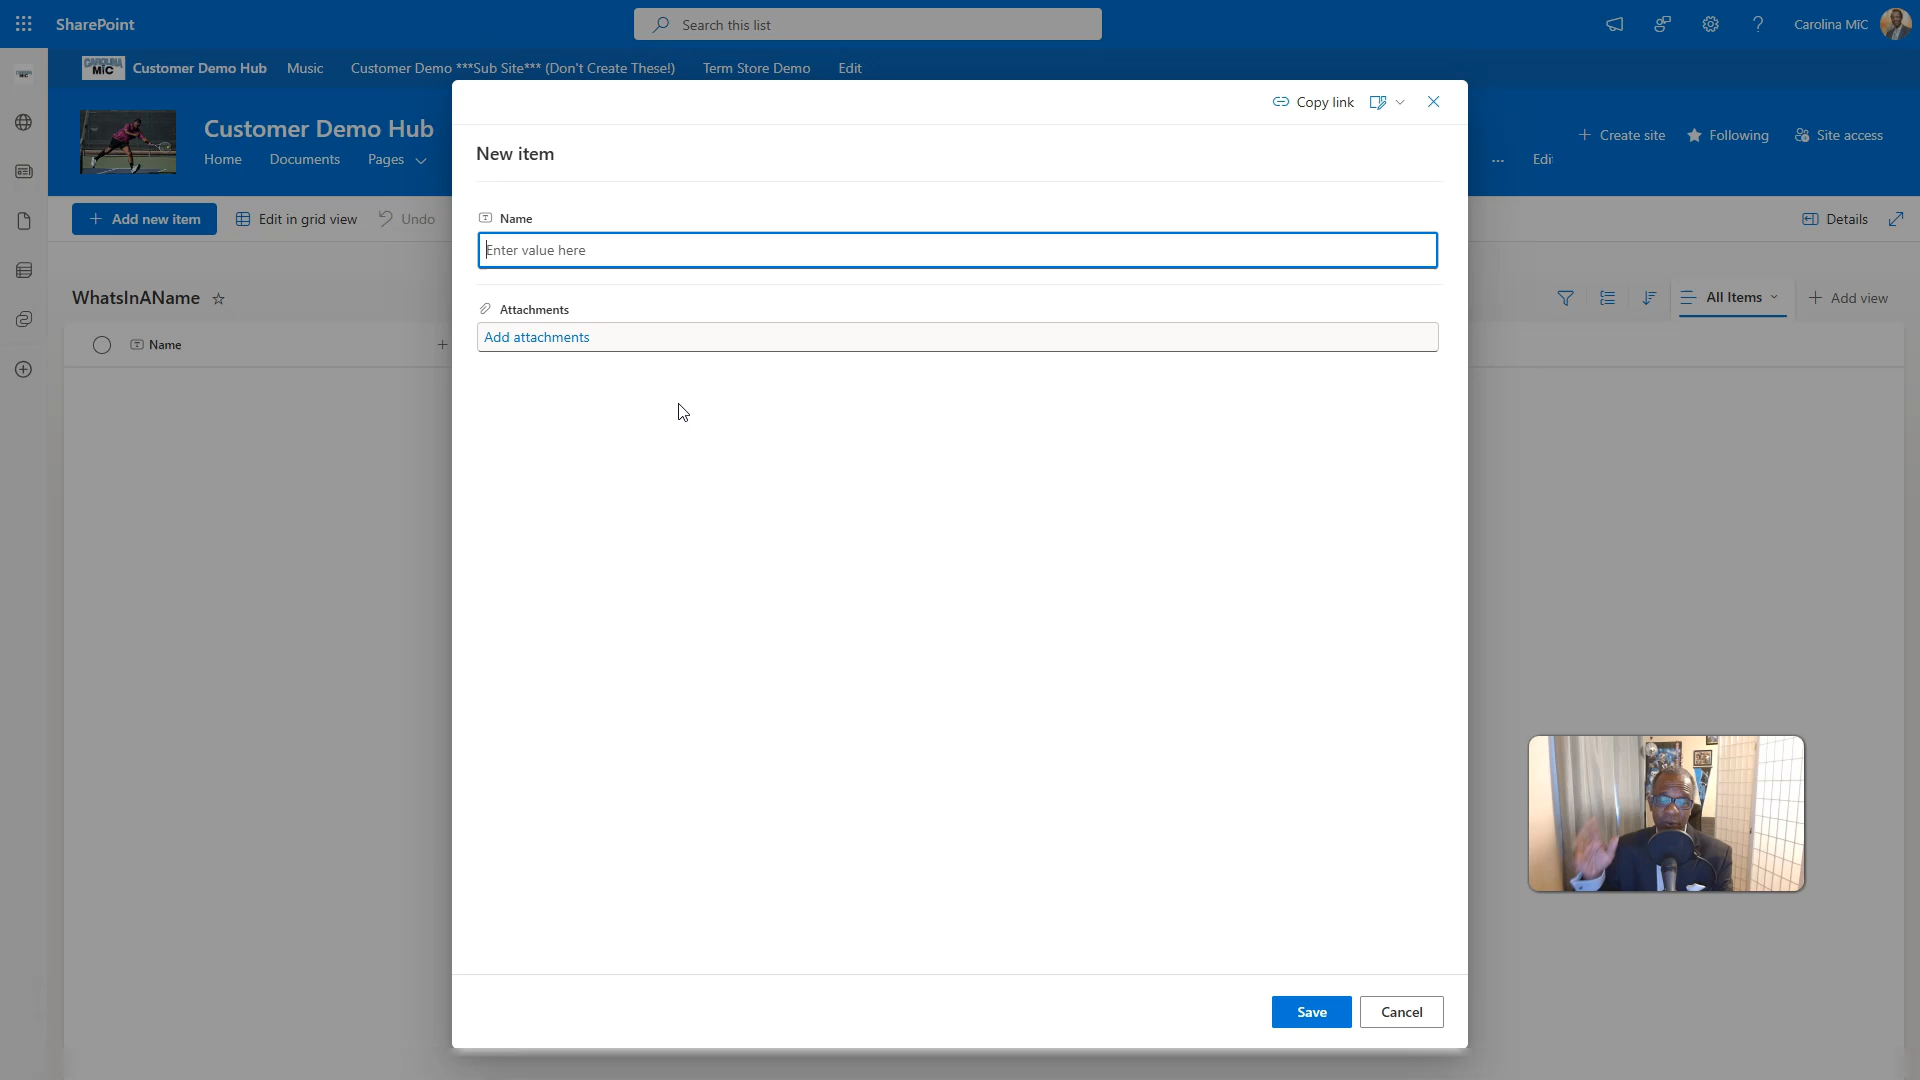 SharePoint
Search this list
Carolina MiC
CAROLINA MiC
Customer Demo Hub
Music
Customer Demo ***Sub Site*** (Don't Create These!)
Term Store Demo
Edit
Copy link
Customer Demo Hub
Home
Documents
Pages
...
Edi
Create site
Following
Site access
New item
Add new item
Edit in grid view
Undo
Details
Name
Enter value here
WhatsInAName
All Items
Add view
Attachments
Add attachments
Name
Save
Cancel